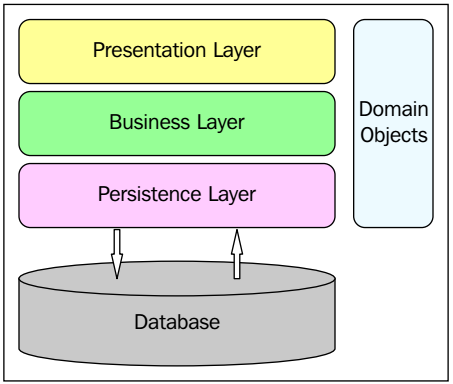 Presentation Layer
Business Layer
Domain
Objects
Persistence Layer
Database